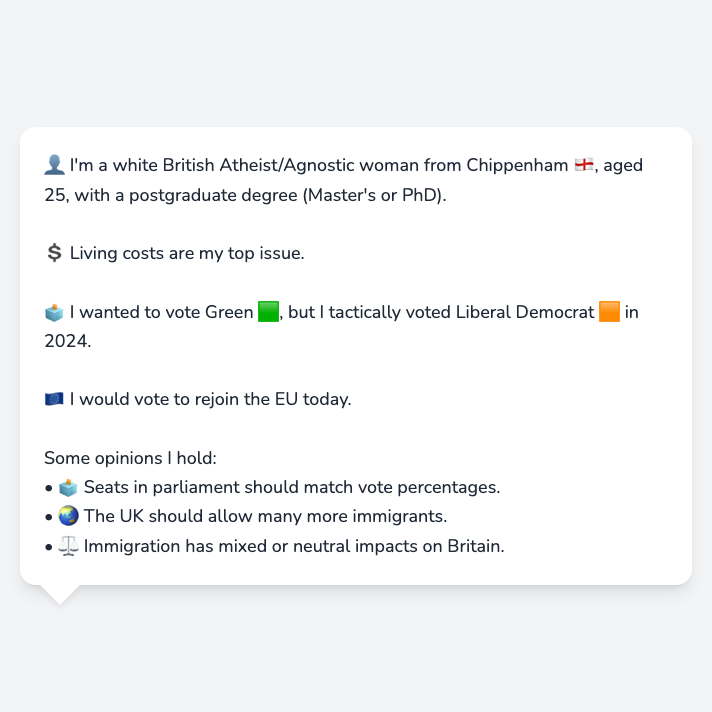 👤 I'm a white British Atheist/Agnostic woman from Chippenham 🏴󠁧󠁢󠁥󠁮󠁧󠁿, aged
25, with a postgraduate degree (Master's or PhD).
💲 Living costs are my top issue.
🗳️ I wanted to vote Green 🟩, but I tactically voted Liberal Democrat 🟧 in
2024.
🇪🇺 I would vote to rejoin the EU today.
Some opinions I hold:
• 🗳️ Seats in parliament should match vote percentages.
• 🌏 The UK should allow many more immigrants.
• ⚖️ Immigration has mixed or neutral impacts on Britain.